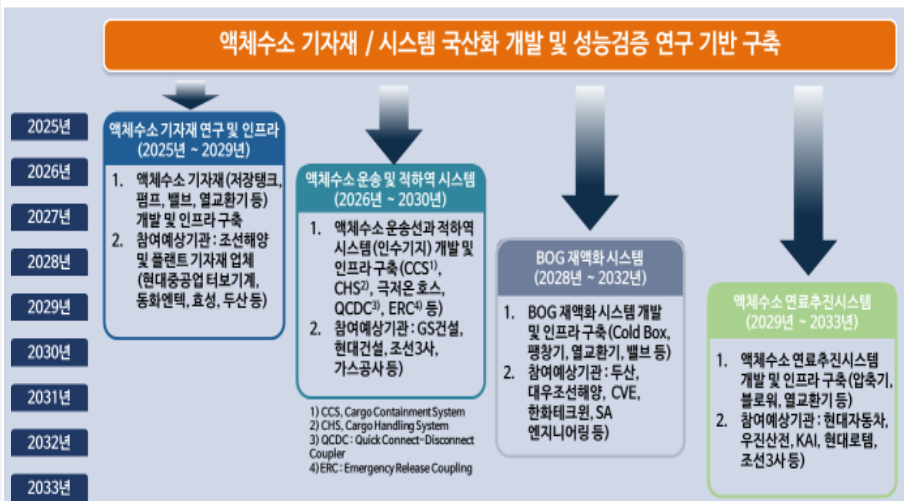 액체수소 기자재 / 시스템 국산화 개발 및 성능검증 연구 기반 구축
2025년
2026년
2027년
2028년
2029년
2030년
2031년
2032년
2033년
액체수소 기자재 연구 및 인프라
(2025년 ~ 2029년)
1. 액체수소 기자재 (저장탱크,
펌프, 밸브, 열교환기 등)
개발 및 인프라 구축
2. 참여예상기관 : 조선해양
및 플랜트 기자재 업체
(현대중공업 터보기계,
동화엔텍, 효성, 두산 등)
액체수소 운송 및 적하역 시스템
(2026년 ~ 2030년)
1. 액체수소 운송선과 적하역
시스템(인수기지) 개발 및
인프라 구축 (CCS1),
CHS2), 극저온 호스,
QCDC3), ERC4) 등)
2. 참여예상기관 : GS건설,
현대건설, 조선3사,
가스공사 등)
1) CCS, Cargo Containment System
2) CHS, Cargo Handling System
3) QCDC : Quick Connect-Disconnect
Coupler
4) ERC : Emergency Release Coupling
BOG 재액화 시스템
(2028년 ~ 2032년)
1. BOG 재액화 시스템 개발
및 인프라 구축(Cold Box,
팽창기, 열교환기, 밸브 등)
2. 참여예상기관 : 두산,
대우조선해양, CVE,
한화테크윈, SA
엔지니어링 등)
액체수소 연료추진시스템
(2029년 ~ 2033년)
1. 액체수소 연료추진시스템
개발 및 인프라 구축 (압축기,
블로워, 열교환기 등)
2. 참여예상기관 : 현대자동차,
우진산전, KAI, 현대로템,
조선3사 등)